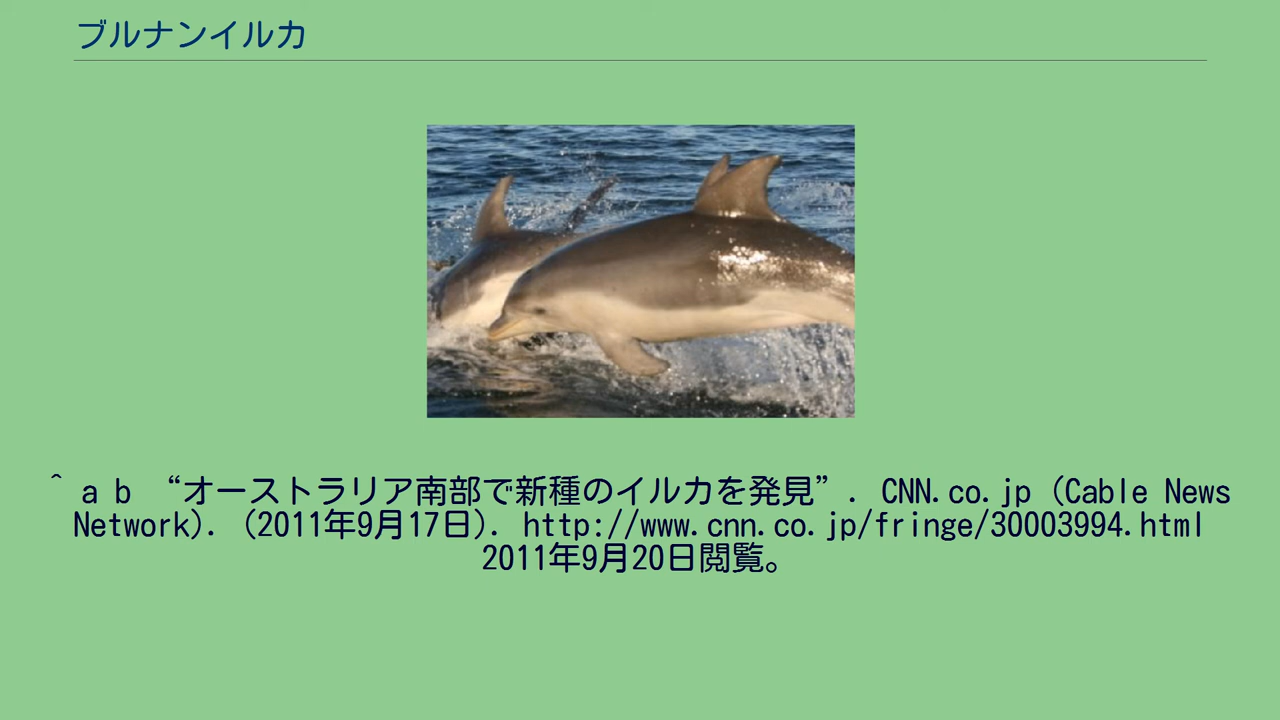 ブルナンイルカ
^ a b “オーストラリア南部で新種のイルカを発見”. CNN.co.jp (Cable News
Network). (2011年9月17日). http://www.cnn.co.jp/fringe/30003994.html
2011年9月20日閲覧。